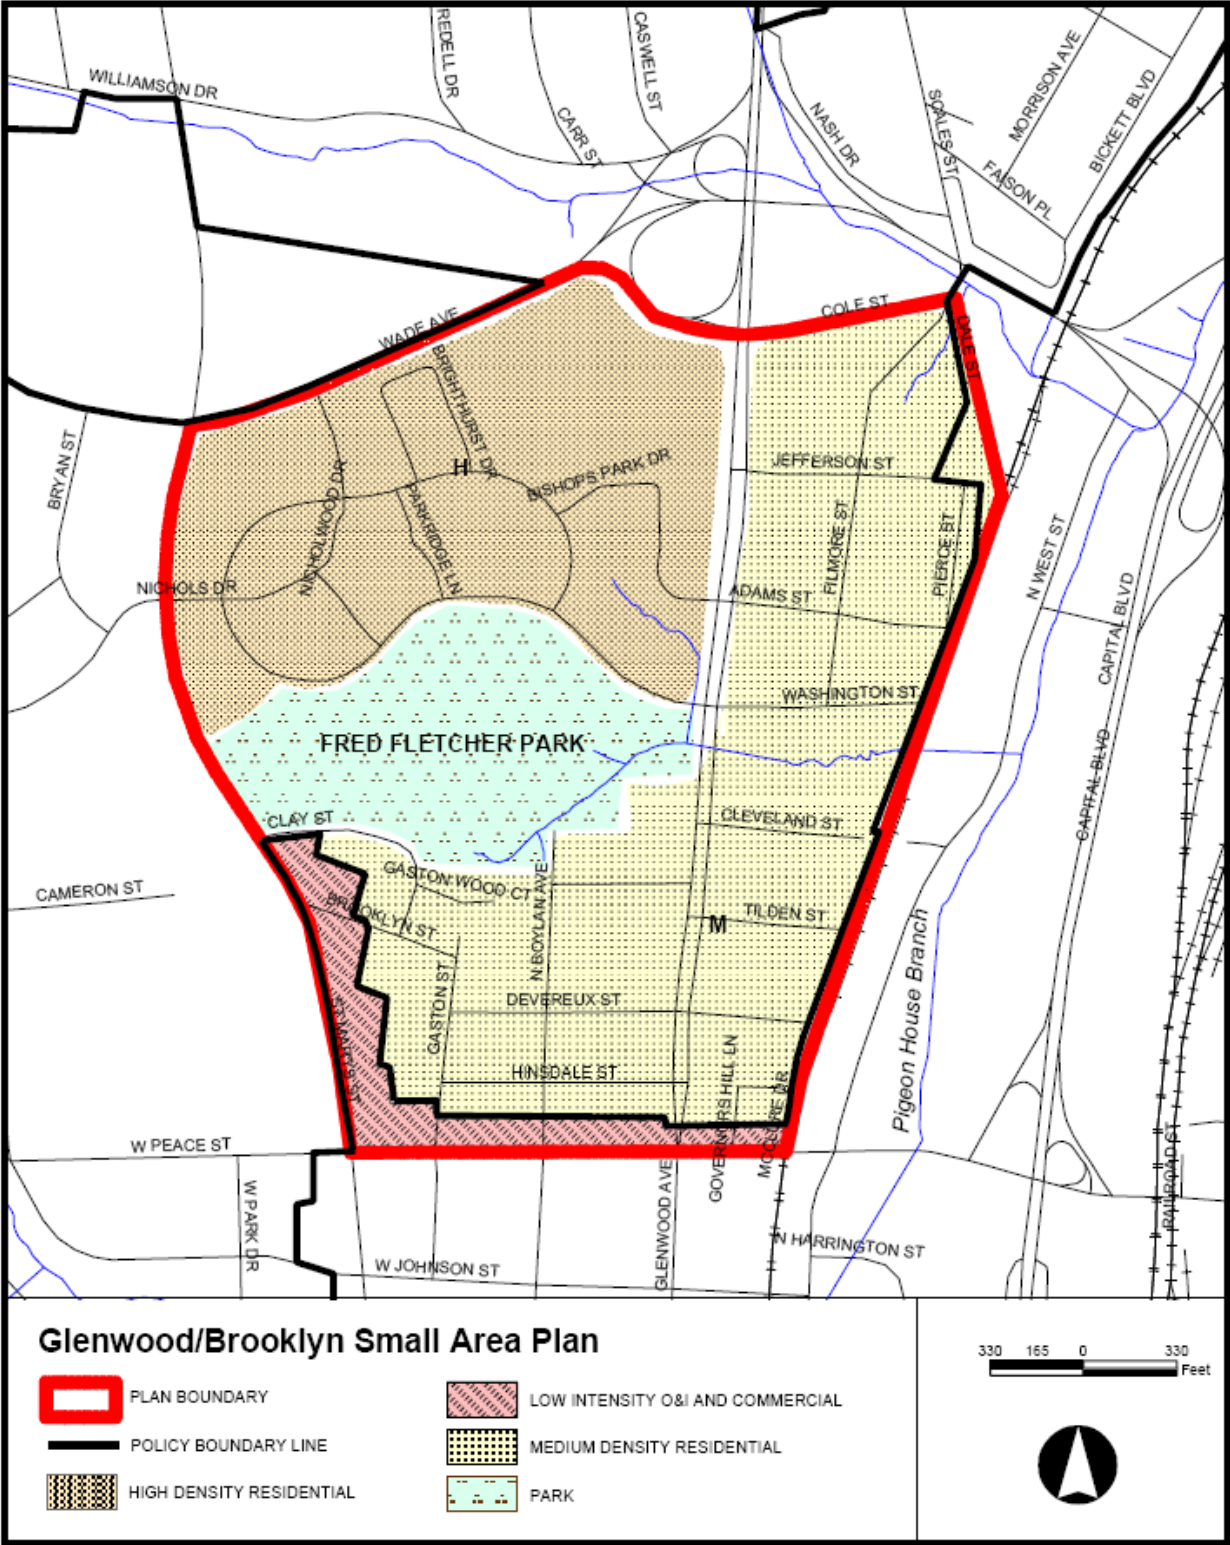 REDELL DR
CASWELL ST
WILLIAMSON DR
CARR ST
NASH DR
SCALES ST
MORRISON AVE
BICKETT BLVD
FAISON PL
COLE ST
DALE ST
WADE AVE
BRIGHTHURST DR
BRYAN ST
H
BISHOPS PARK DR
JEFFERSON ST
NICHOLWOOD DR
PARKRIDGE LN
FILMORE ST
PIERCE ST
N WEST ST
NICHOLS DR
ADAMS ST
CAPITAL BLVD
WASHINGTON ST
FRED FLETCHER PARK
CAPITAL BLVD
CLAY ST
CLEVELAND ST
GASTON WOOD CT
CAMERON ST
BROOKLYN ST
N BOYLAN AVE
TILDEN ST
M
GASTON ST
DEVEREUX ST
Pigeon House Branch
HINSDALE ST
GOVERNORS HILL LN
MCCLURE DR
W PEACE ST
RAILROAD ST
W PARK DR
GLENWOOD AVE
N HARRINGTON ST
W JOHNSON ST
Glenwood/Brooklyn Small Area Plan
330 165 0 330
Feet
PLAN BOUNDARY
LOW INTENSITY O&I AND COMMERCIAL
POLICY BOUNDARY LINE
MEDIUM DENSITY RESIDENTIAL
HIGH DENSITY RESIDENTIAL
PARK